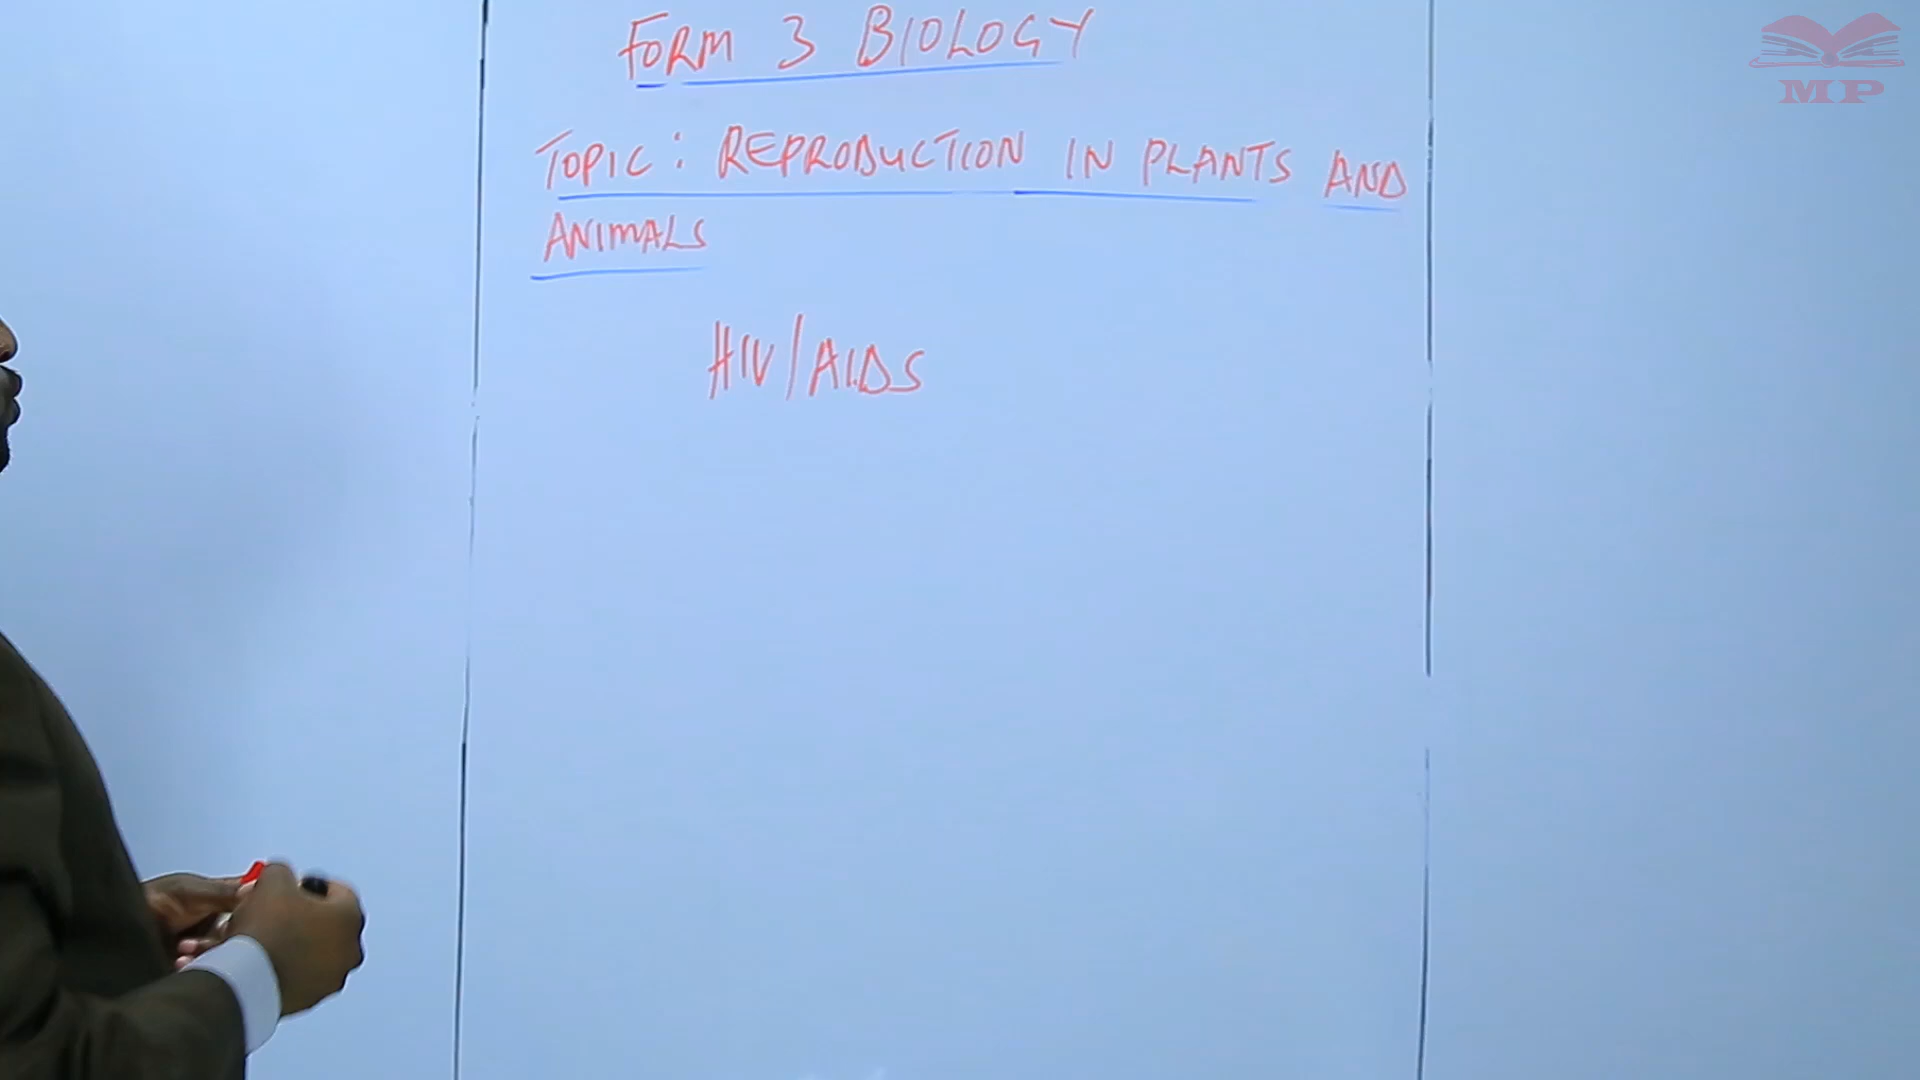 FORM 3 BIOLOGY
TOPIC: REPRODUCTION IN PLANTS AND
ANIMALS
HIV/AIDS
MP